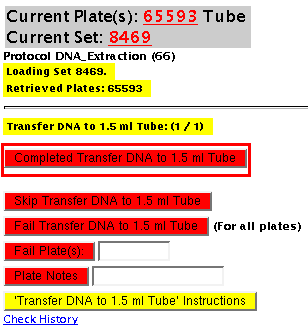 Current Plate(s): 65593 Tube
Current Set: 8469
Protocol DNA_Extraction (66)
Loading Set 8469.
Retrieved Plates: 65593
Transfer DNA to 1.5 ml Tube: (1 / 1)
Completed Transfer DNA to 1.5 ml Tube
Skip Transfer DNA to 1.5 ml Tube
Fail Transfer DNA to 1.5 ml Tube (For all plates)
Fail Plate(s):
Plate Notes
'Transfer DNA to 1.5 ml Tube' Instructions
Check History